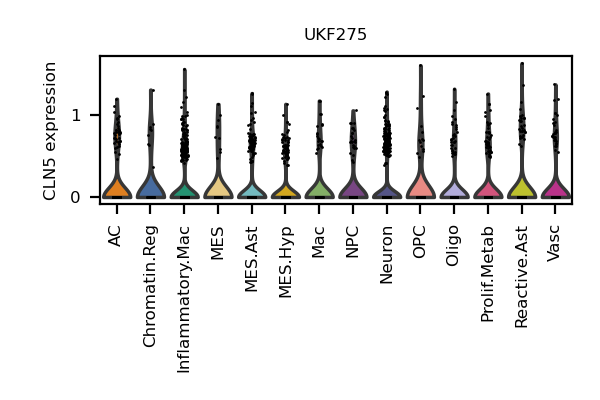 UKF275
CLN5 expression
1
0
AC
Chromatin.Reg
Inflammatory.Mac
MES
MES.Ast
MES.Hyp
Mac
NPC
Neuron
OPC
Oligo
Prolif.Metab
Reactive.Ast
Vasc